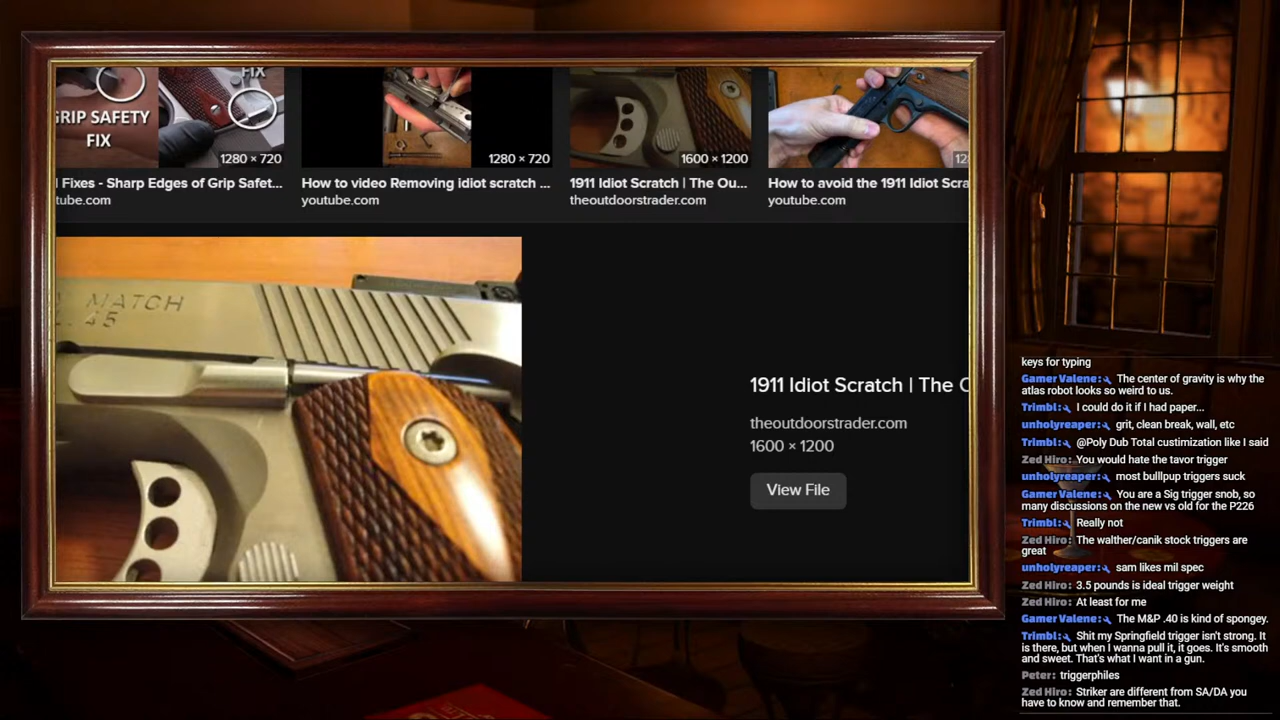 FIX
GRIP SAFETY
FIX
1280 × 720
1280 × 720
1600 × 1200
12
l Fixes - Sharp Edges of Grip Safet...
How to video Removing idiot scratch ...
1911 Idiot Scratch | The Ou...
How to avoid the 1911 Idiot Scra
tube.com
youtube.com
theoutdoorstrader.com
youtube.com
MATCH
.45
1911 Idiot Scratch | The O
theoutdoorstrader.com
1600 × 1200
View File
keys for typing
Gamer Valene: The center of gravity is why the
atlas robot looks so weird to us.
Trimbl: I could do it if I had paper...
unholyreaper: grit, clean break, wall, etc
Trimbl: @Poly Dub Total custimization like I said
Zed Hiro: You would hate the tavor trigger
unholyreaper: most bulllpup triggers suck
Gamer Valene: You are a Sig trigger snob, so
many discussions on the new vs old for the P226
Trimbl: Really not
Zed Hiro: The walther/canik stock triggers are
great
unholyreaper: sam likes mil spec
Zed Hiro: 3.5 pounds is ideal trigger weight
Zed Hiro: At least for me
Gamer Valene: The M&P .40 is kind of spongey.
Trimbl: Shit my Springfield trigger isn't strong. It
is there, but when I wanna pull it, it goes. It's smooth
and sweet. That's what I want in a gun.
Peter: triggerphiles
Zed Hiro: Striker are different from SA/DA you
have to know and remember that.